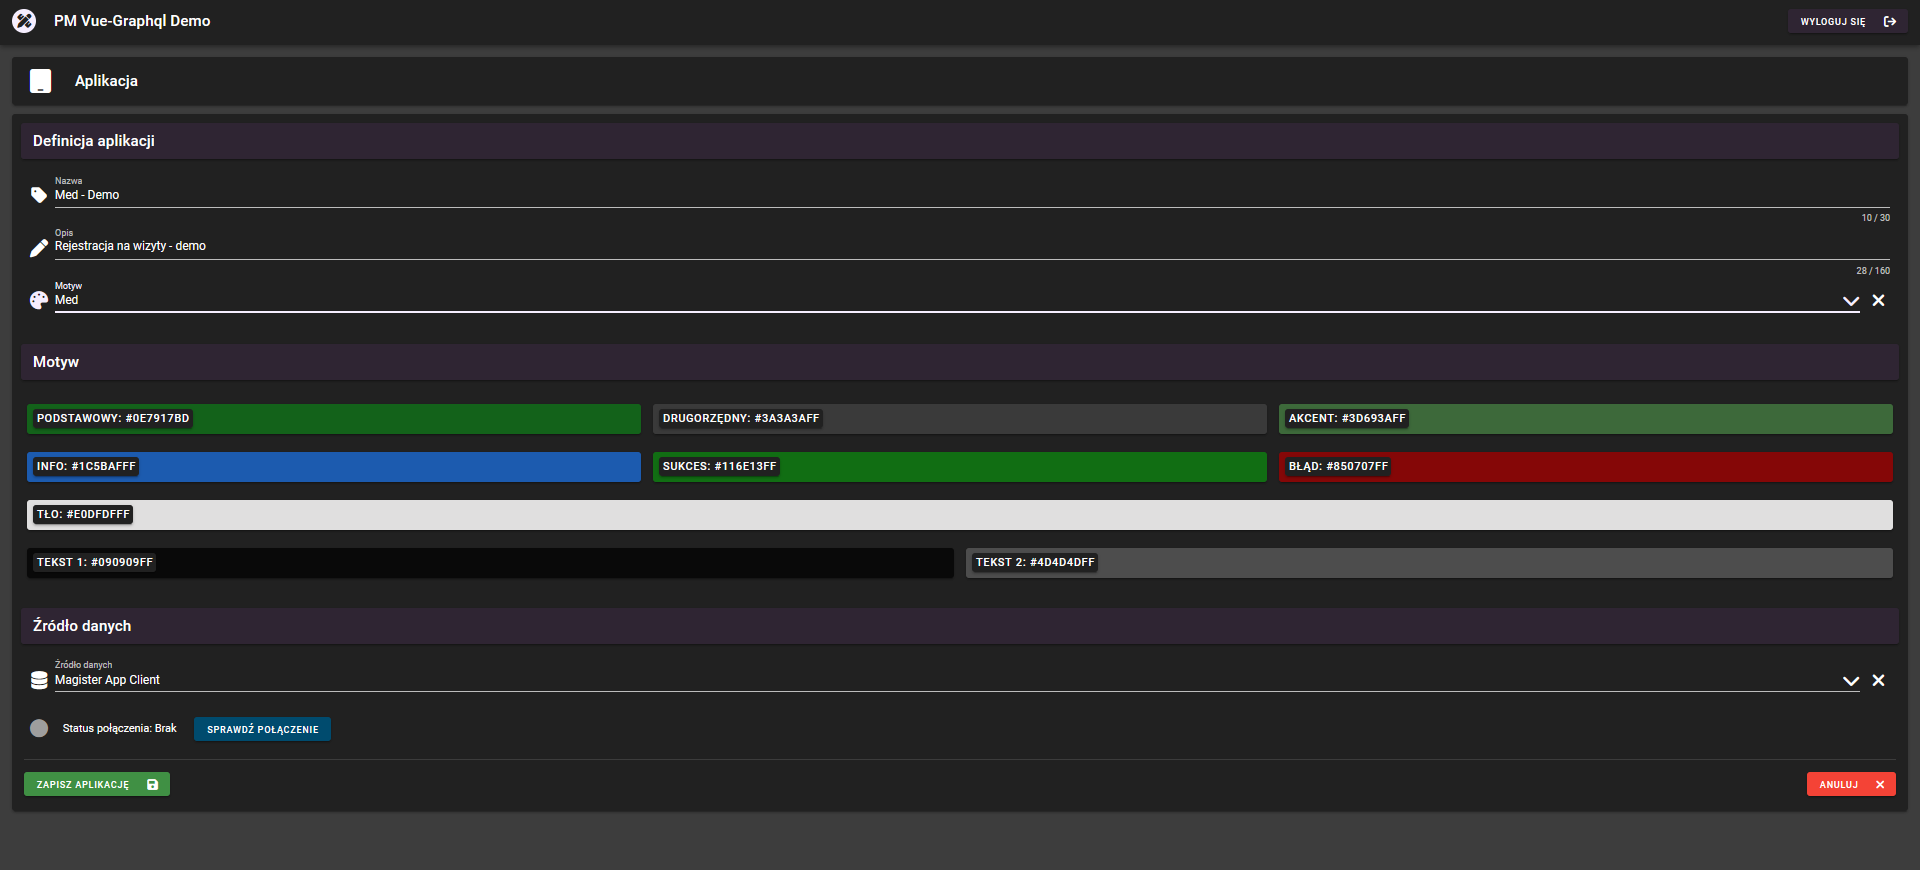 PM Vue-Graphql Demo
WYLOGUJ SIĘ
Aplikacja
Definicja aplikacji
Nazwa
Med - Demo
10 / 30
Opis
Rejestracja na wizyty - demo
28 / 160
Motyw
Med
Motyw
PODSTAWOWY: #0E7917BD
DRUGORZĘDNY: #3A3A3AFF
AKCENT: #3D693AFF
INFO: #1C5BAFFF
SUKCES: #116E13FF
BŁĄD: #850707FF
TŁO: #E0DFDFFF
TEKST 1: #090909FF
TEKST 2: #4D4D4DFF
Źródło danych
Źródło danych
Magister App Client
Status połączenia: Brak
SPRAWDŹ POŁĄCZENIE
ZAPISZ APLIKACJĘ
ANULUJ